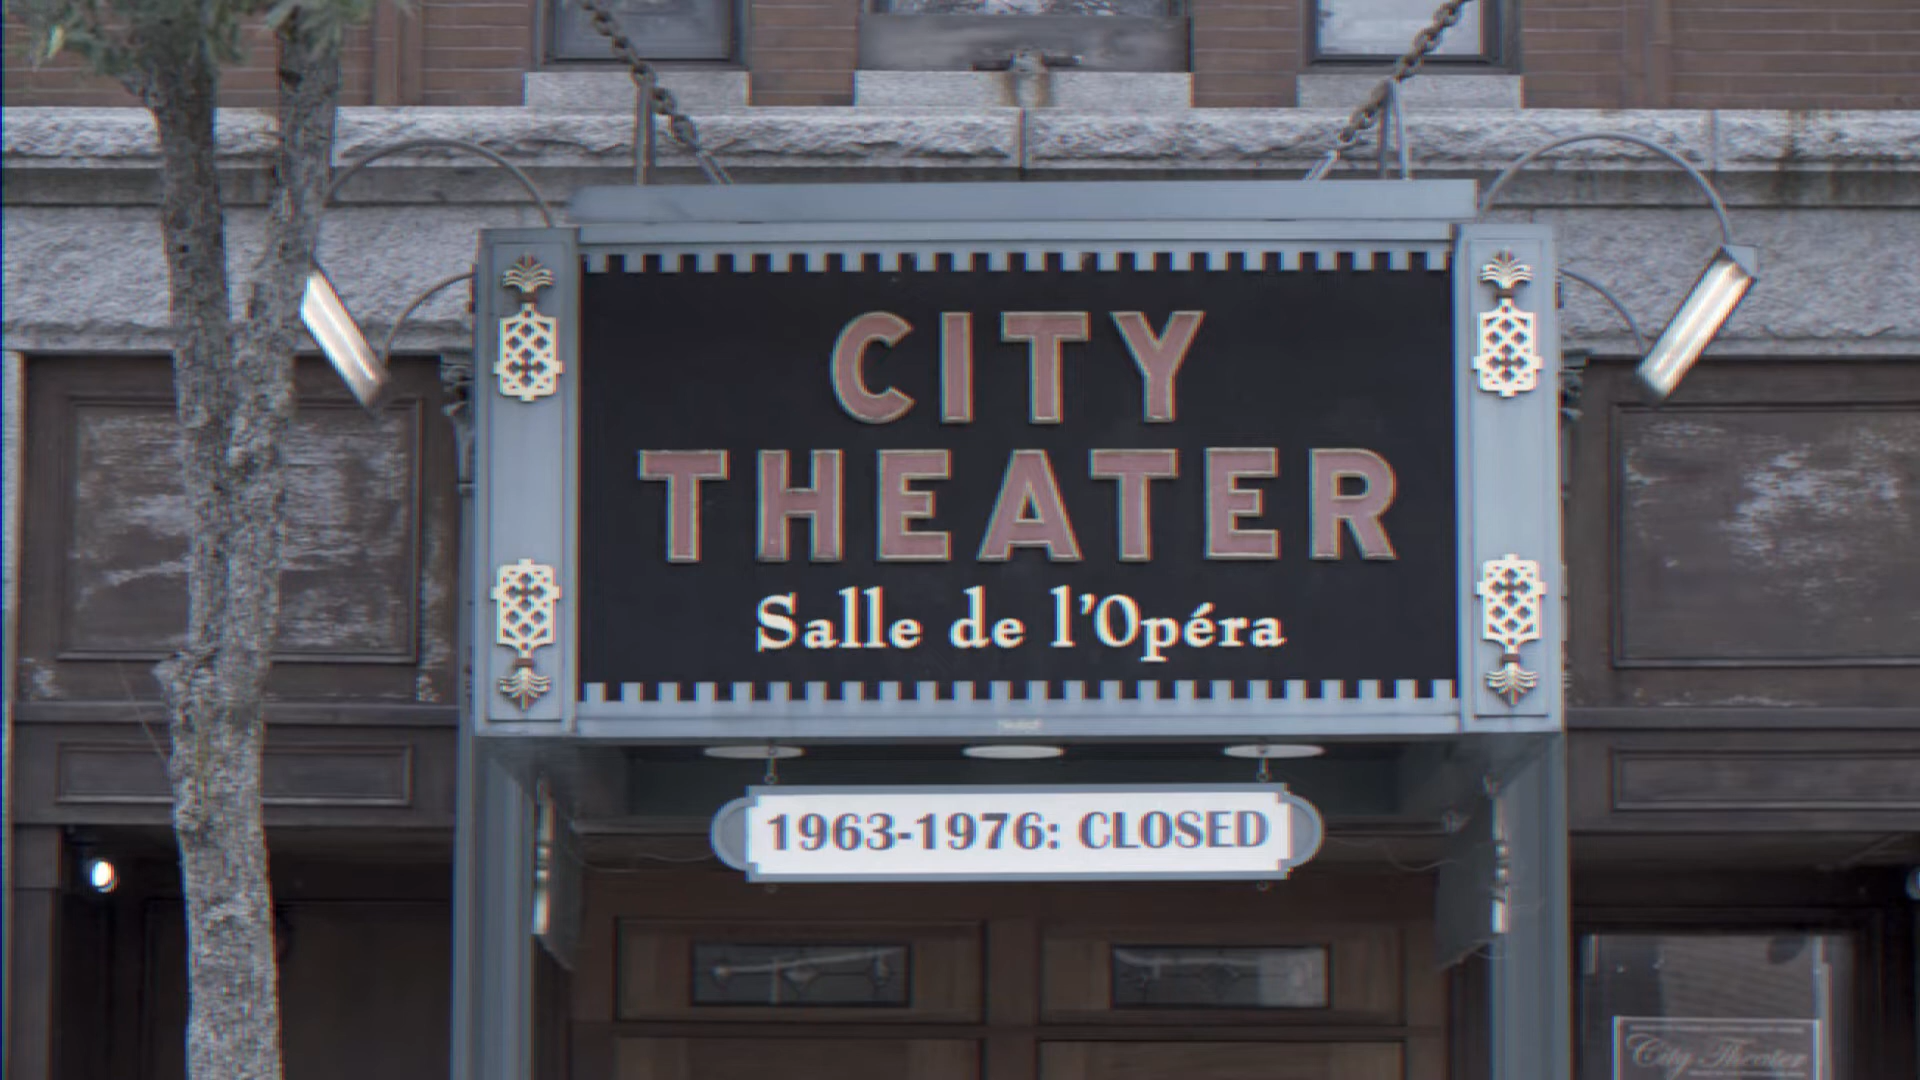 CITY
THEATER
Salle de l'Opéra
1963-1976: CLOSED
City Theater